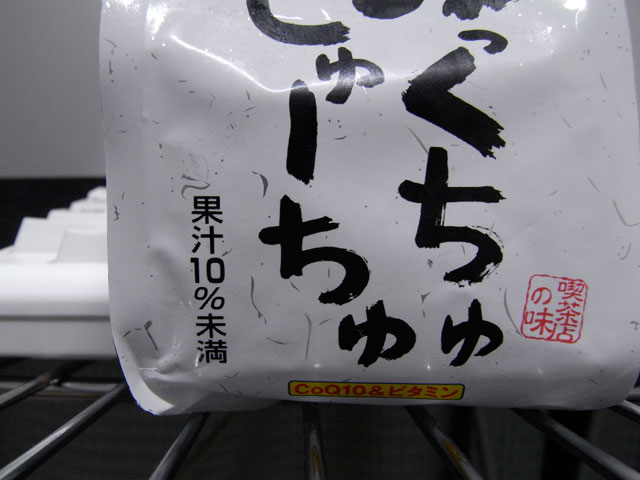 っくちゅ
じゅーちゅ
果汁10%未満
喫茶店
の味
CoQ10&ビタミン